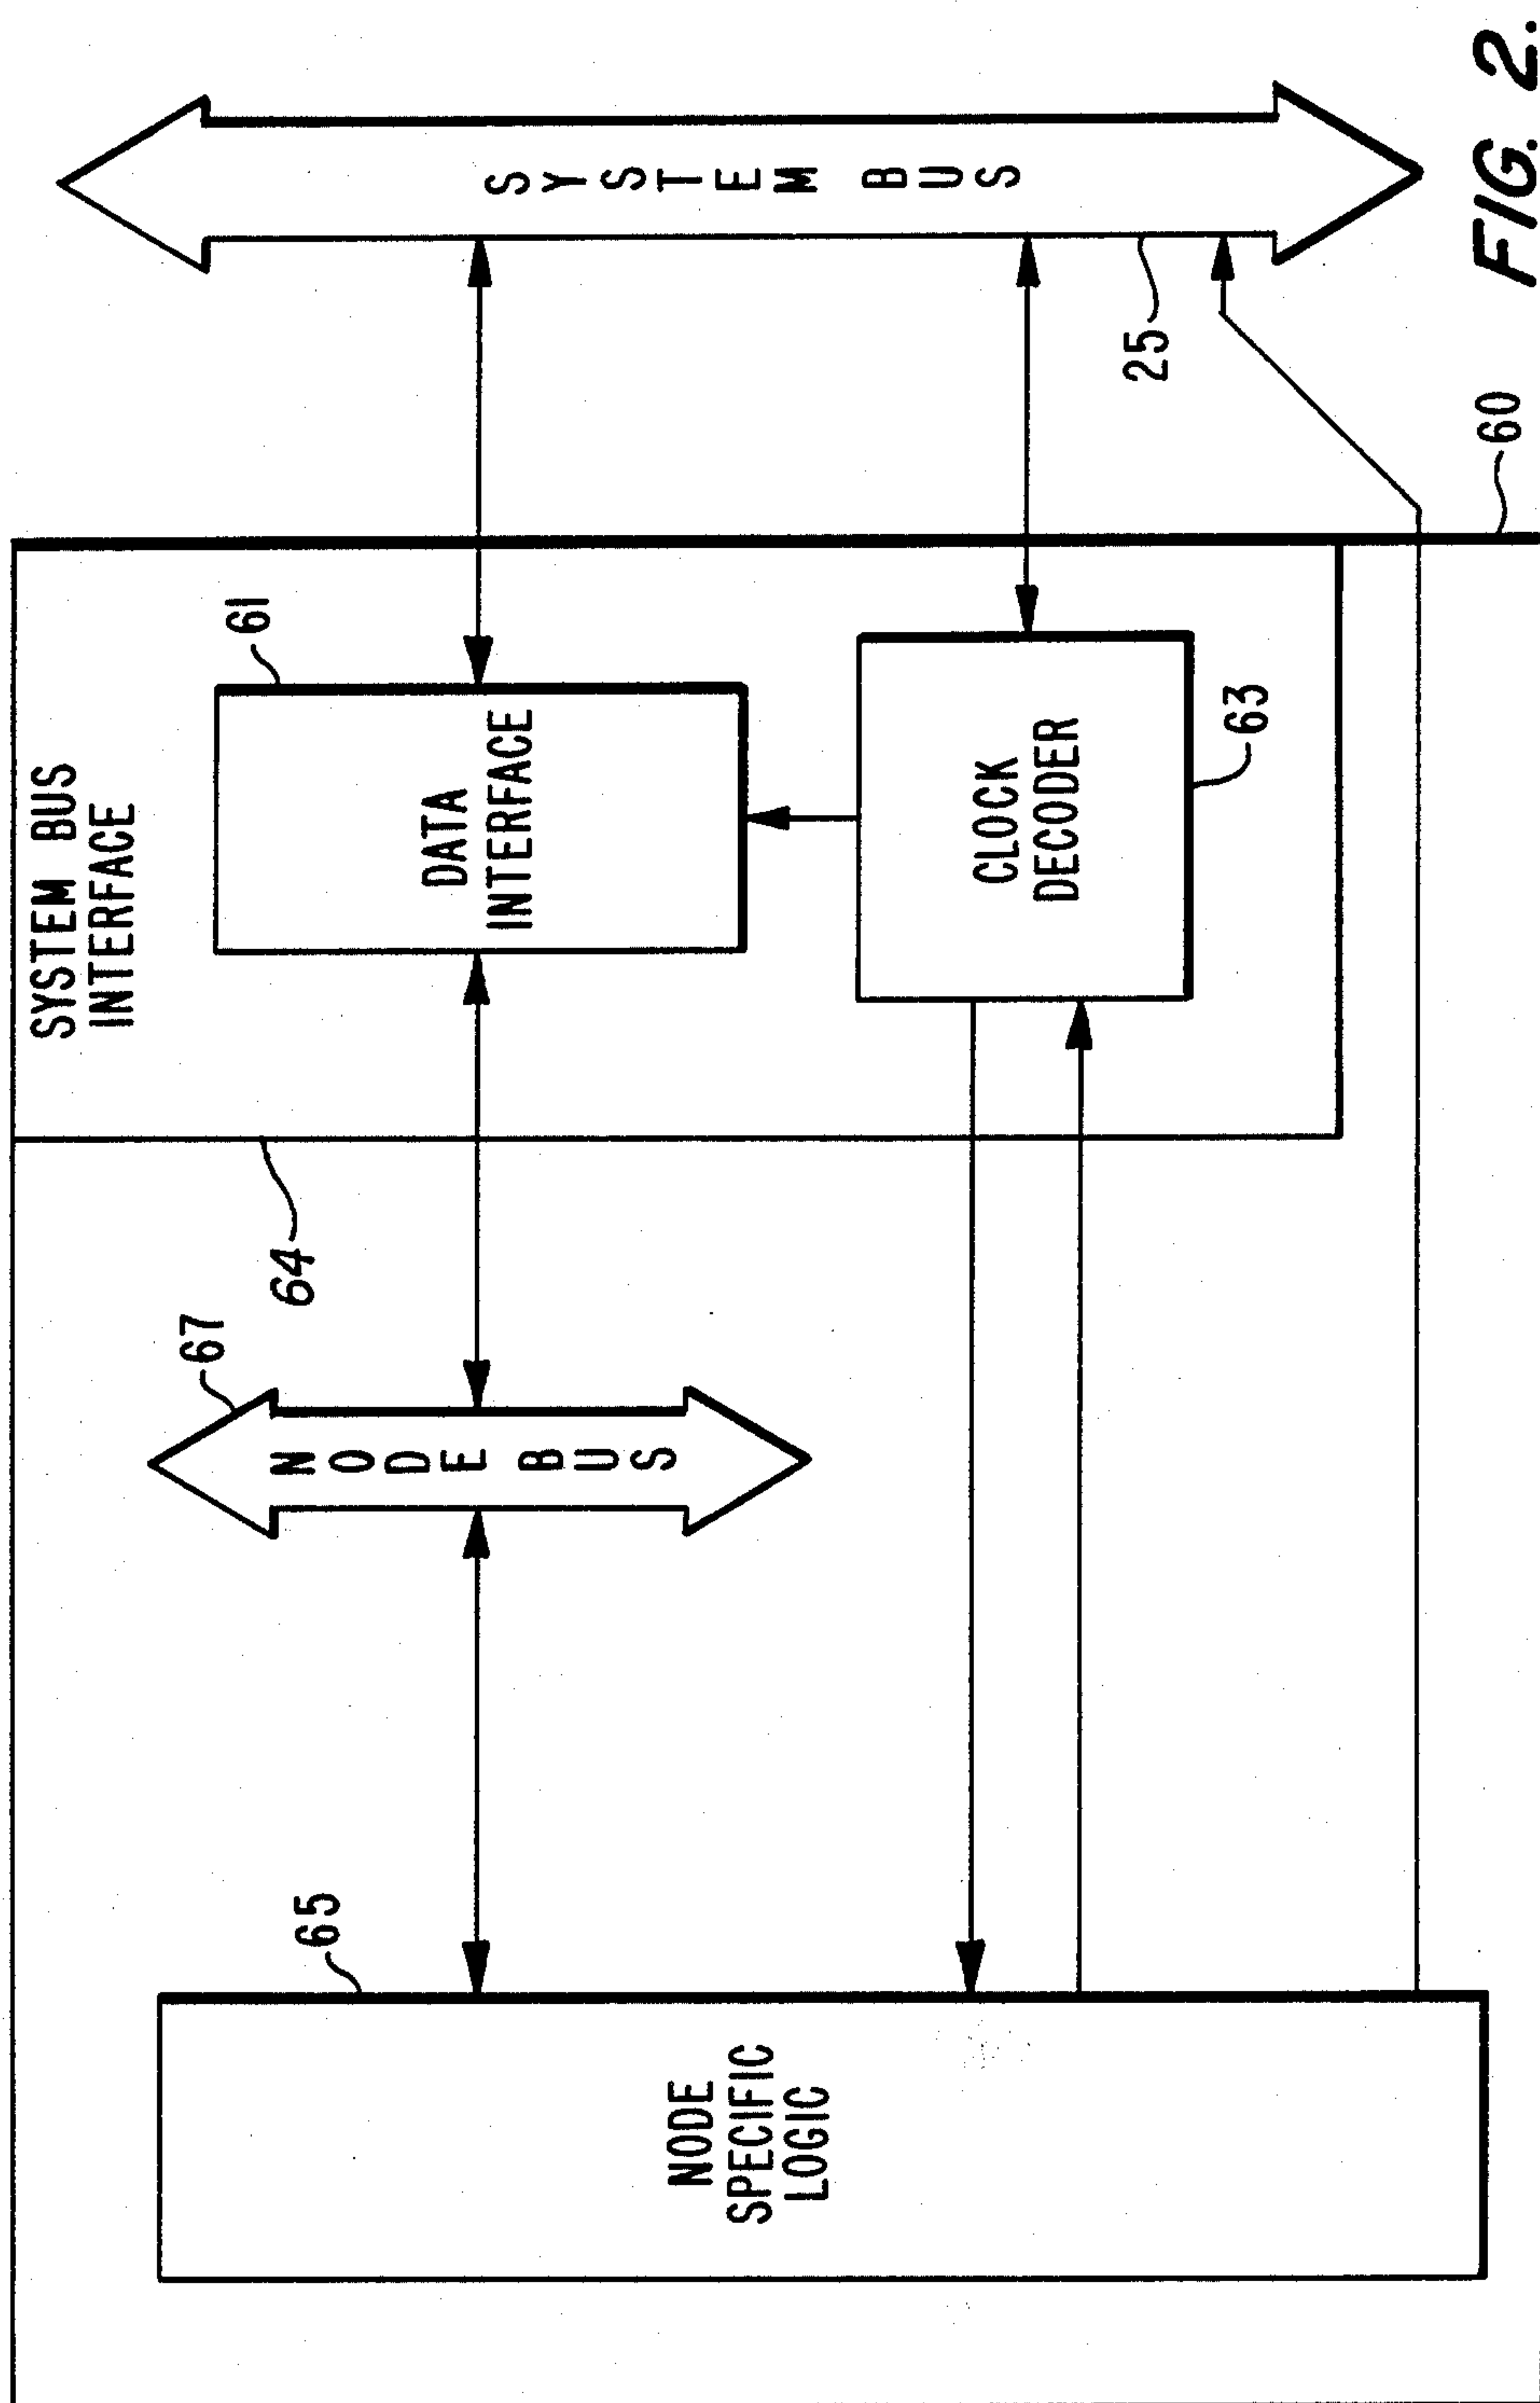 SYSTEM BUS
INTERFACE
65
67
64
61
NODE
SPECIFIC
LOGIC
NODE BUS
DATA
INTERFACE
SYSTEM BUS
CLOCK
DECODER
63
25
60
FIG. 2.